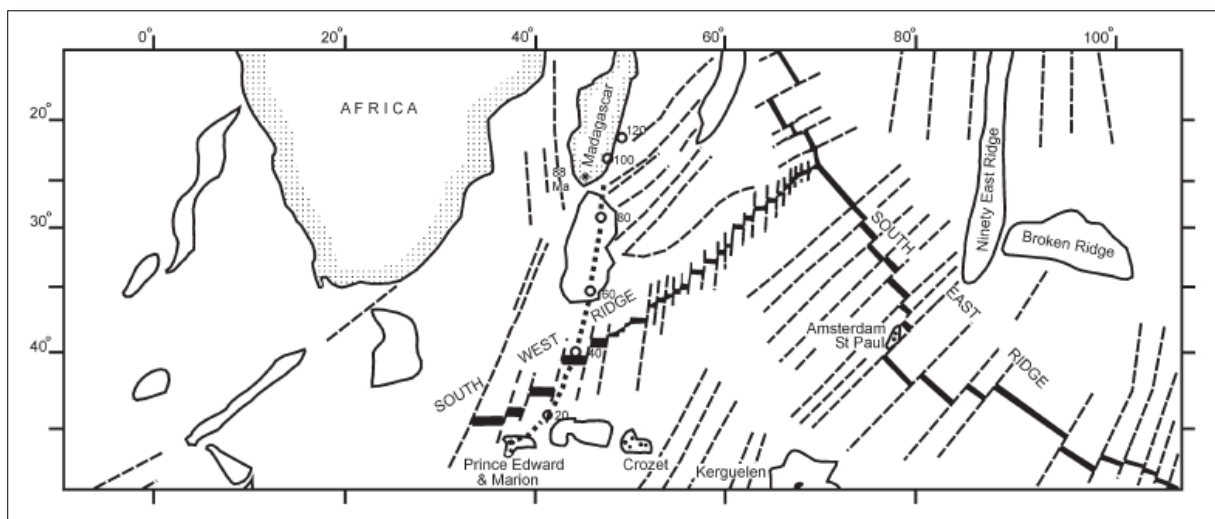 0°
20°
40°
60°
80°
100°
20°
30°
40°
AFRICA
Madagascar
120
100
88
Ma
80
60
40
20
SOUTH
WEST
RIDGE
SOUTH
EAST
RIDGE
Ninety East Ridge
Broken Ridge
Amsterdam
St Paul
Prince Edward
& Marion
Crozet
Kerguelen